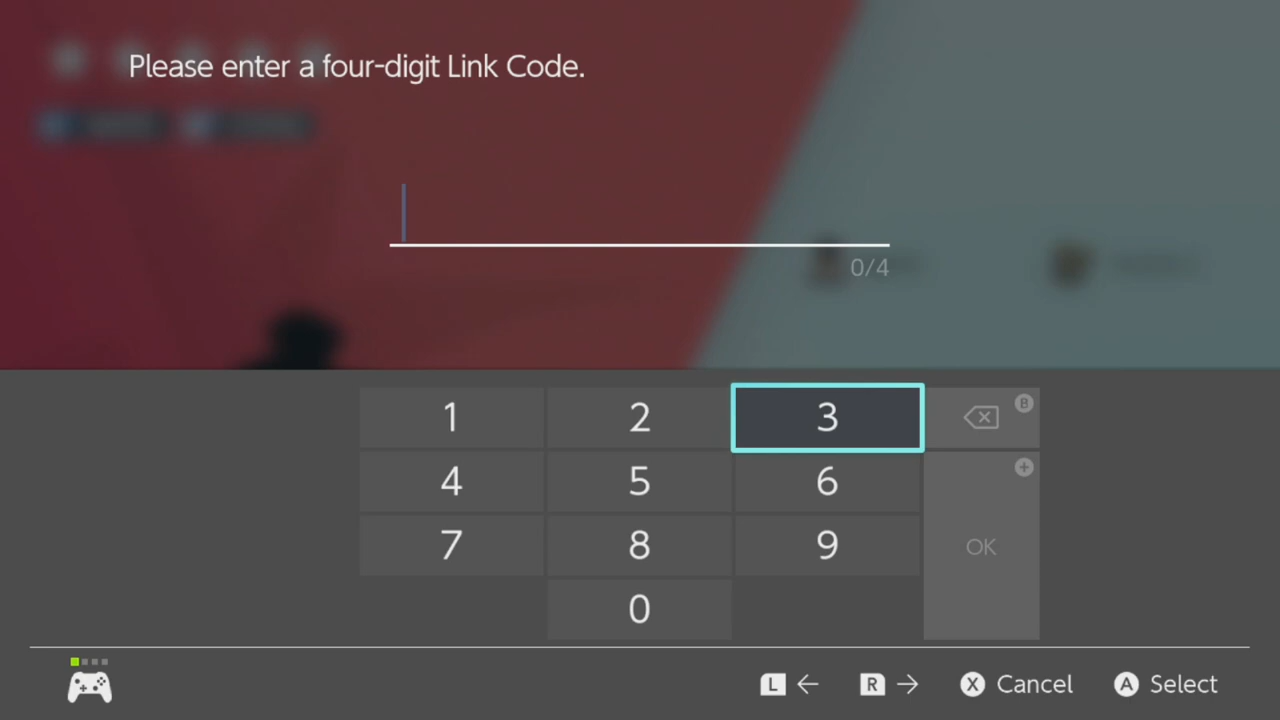 Please enter a four-digit Link Code.
0/4
1 2 3 B
4 5 6 +
7 8 9 OK
0
L ← R → X Cancel A Select